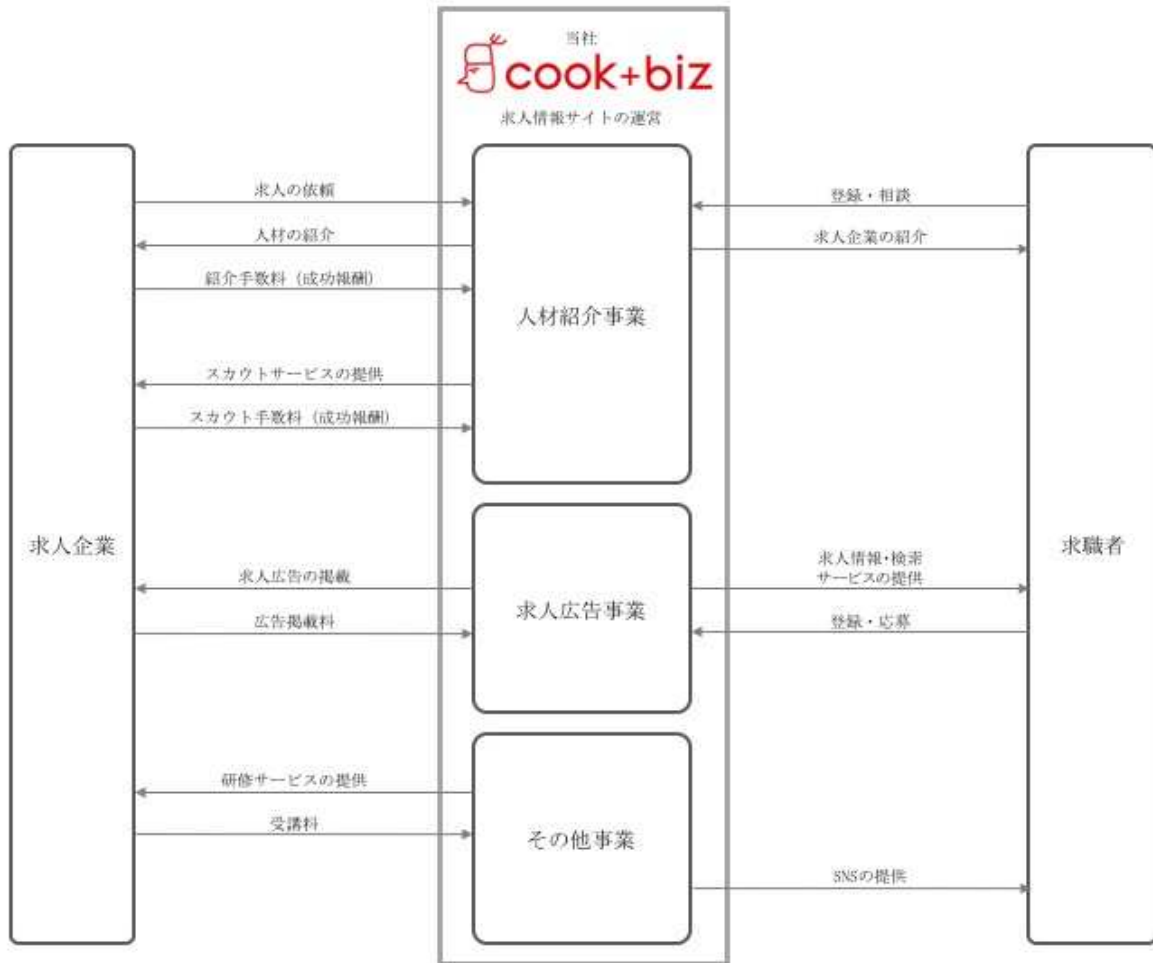 当社
cook+biz
求人情報サイトの運営
求人企業
求人の依頼
人材の紹介
紹介手数料（成功報酬）
スカウトサービスの提供
スカウト手数料（成功報酬）
人材紹介事業
登録・相談
求人企業の紹介
求人広告の掲載
広告掲載料
求人広告事業
求人情報・検索
サービスの提供
登録・応募
研修サービスの提供
受講料
その他事業
SNSの提供
求職者